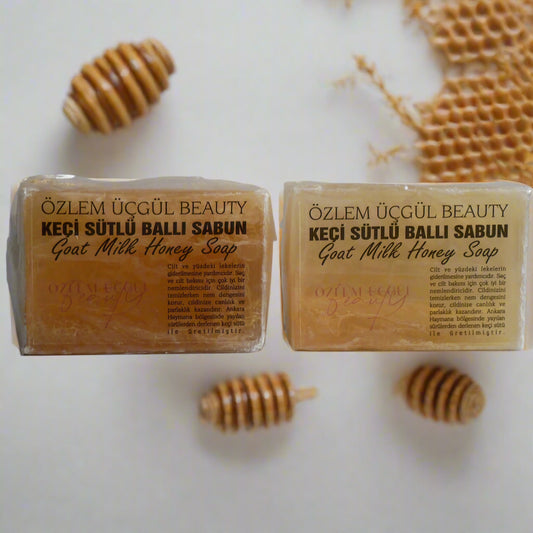 ÖZLEM ÜÇGÜL BEAUTY
KEÇİ SÜTLÜ BALLI SABUN
Goat Milk Honey Soap
Cilt ve yüzdeki lekelerin
giderilmesine yardımcıdır. Saç
ve cilt bakımı için çok iyi bir
nemlendiricidir. Cildinizini
temizlerken nem dengesini
korur, cildinize canlılık ve
parlaklık kazandırır. Ankara
Haymana bölgesinde yayılan
sürülerden derlenen keçi sütü
ile üretilmiştir.
ÖZLEM ÜÇGÜL BEAUTY
KEÇİ SÜTLÜ BALLI SABUN
Goat Milk Honey Soap
Cilt ve yüzdeki lekelerin
giderilmesine yardımcıdır. Saç
ve cilt bakımı için çok iyi bir
nemlendiricidir. Cildinizini
temizlerken nem dengesini
korur, cildinize canlılık ve
parlaklık kazandırır. Ankara
Haymana bölgesinde yayılan
sürülerden derlenen keçi sütü
ile üretilmiştir.